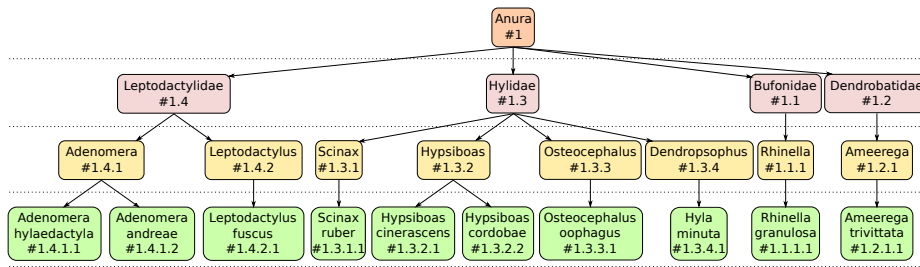 Anura
#1
Leptodactylidae
#1.4
Hylidae
#1.3
Bufonidae
#1.1
Dendrobatidae
#1.2
Adenomera
#1.4.1
Leptodactylus
#1.4.2
Scinax
#1.3.1
Hypsiboas
#1.3.2
Osteocephalus
#1.3.3
Dendropsophus
#1.3.4
Rhinella
#1.1.1
Ameerega
#1.2.1
Adenomera
hylaedactyla
#1.4.1.1
Adenomera
andreae
#1.4.1.2
Leptodactylus
fuscus
#1.4.2.1
Scinax
ruber
#1.3.1.1
Hypsiboas
cinerascens
#1.3.2.1
Hypsiboas
cordobae
#1.3.2.2
Osteocephalus
oophagus
#1.3.3.1
Hyla
minuta
#1.3.4.1
Rhinella
granulosa
#1.1.1.1
Ameerega
trivittata
#1.2.1.1